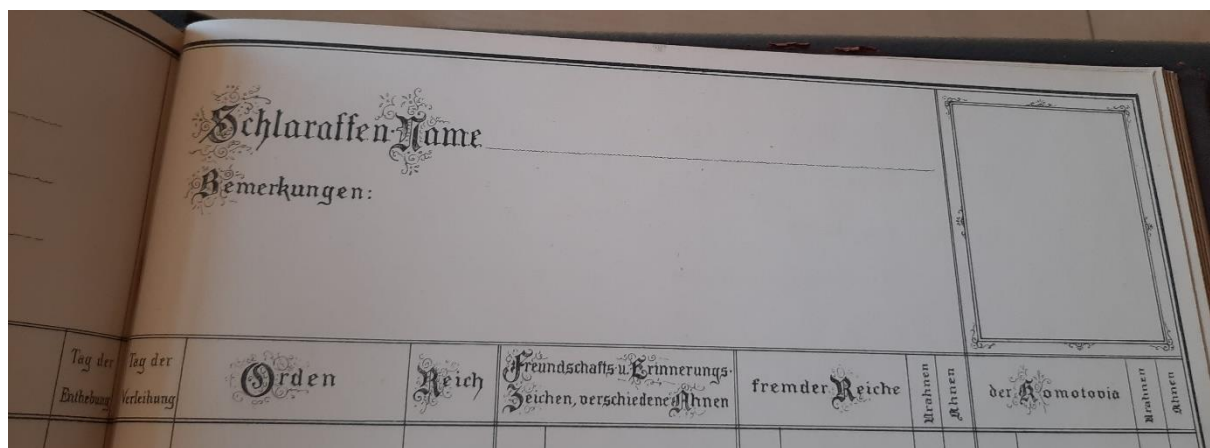 Schlaraffen-Name
Bemerkungen:
Tag der
Enthebung
Tag der
Verleihung
Orden
Reich
Freundschafts- u. Erinnerungs-
Zeichen, verschiedene Ahnen
fremder Reiche
Urahnen
Ahnen
der Komotovia
Urahnen
Ahnen